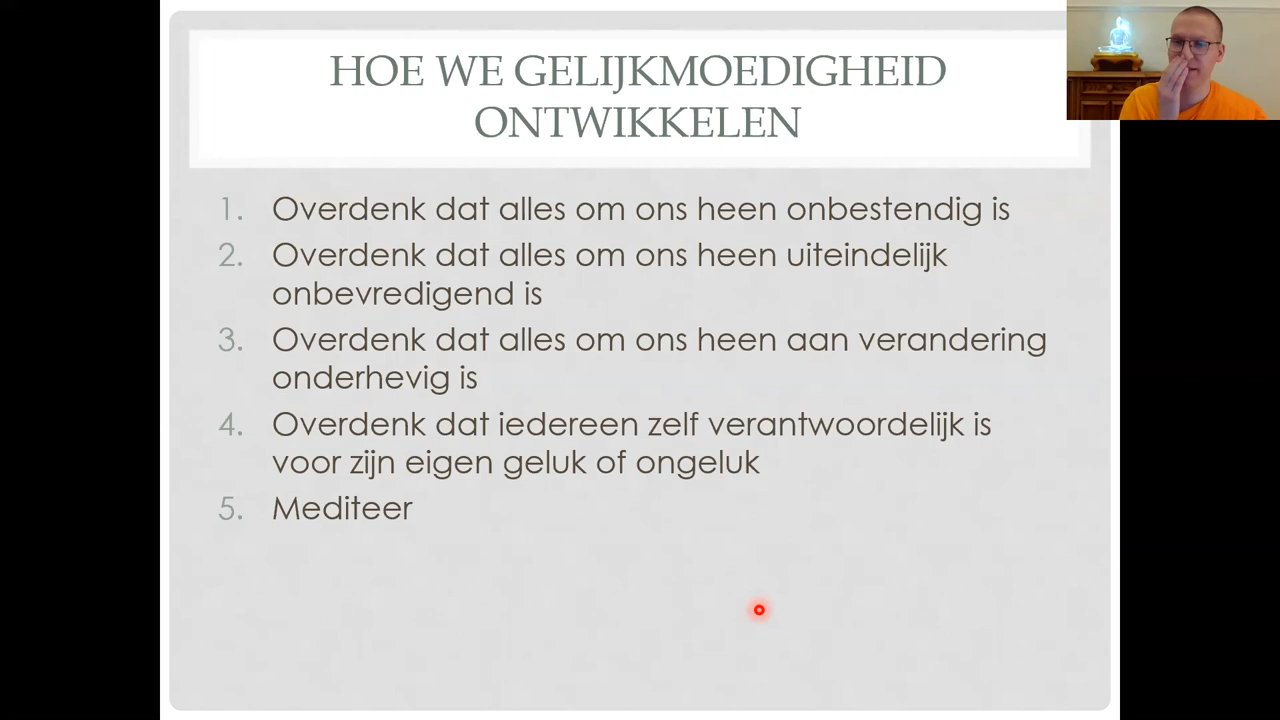 HOE WE GELIJKMOEDIGHEID
ONTWIKKELEN
1. Overdenk dat alles om ons heen onbestendig is
2. Overdenk dat alles om ons heen uiteindelijk
onbevredigend is
3. Overdenk dat alles om ons heen aan verandering
onderhevig is
4. Overdenk dat iedereen zelf verantwoordelijk is
voor zijn eigen geluk of ongeluk
5. Mediteer